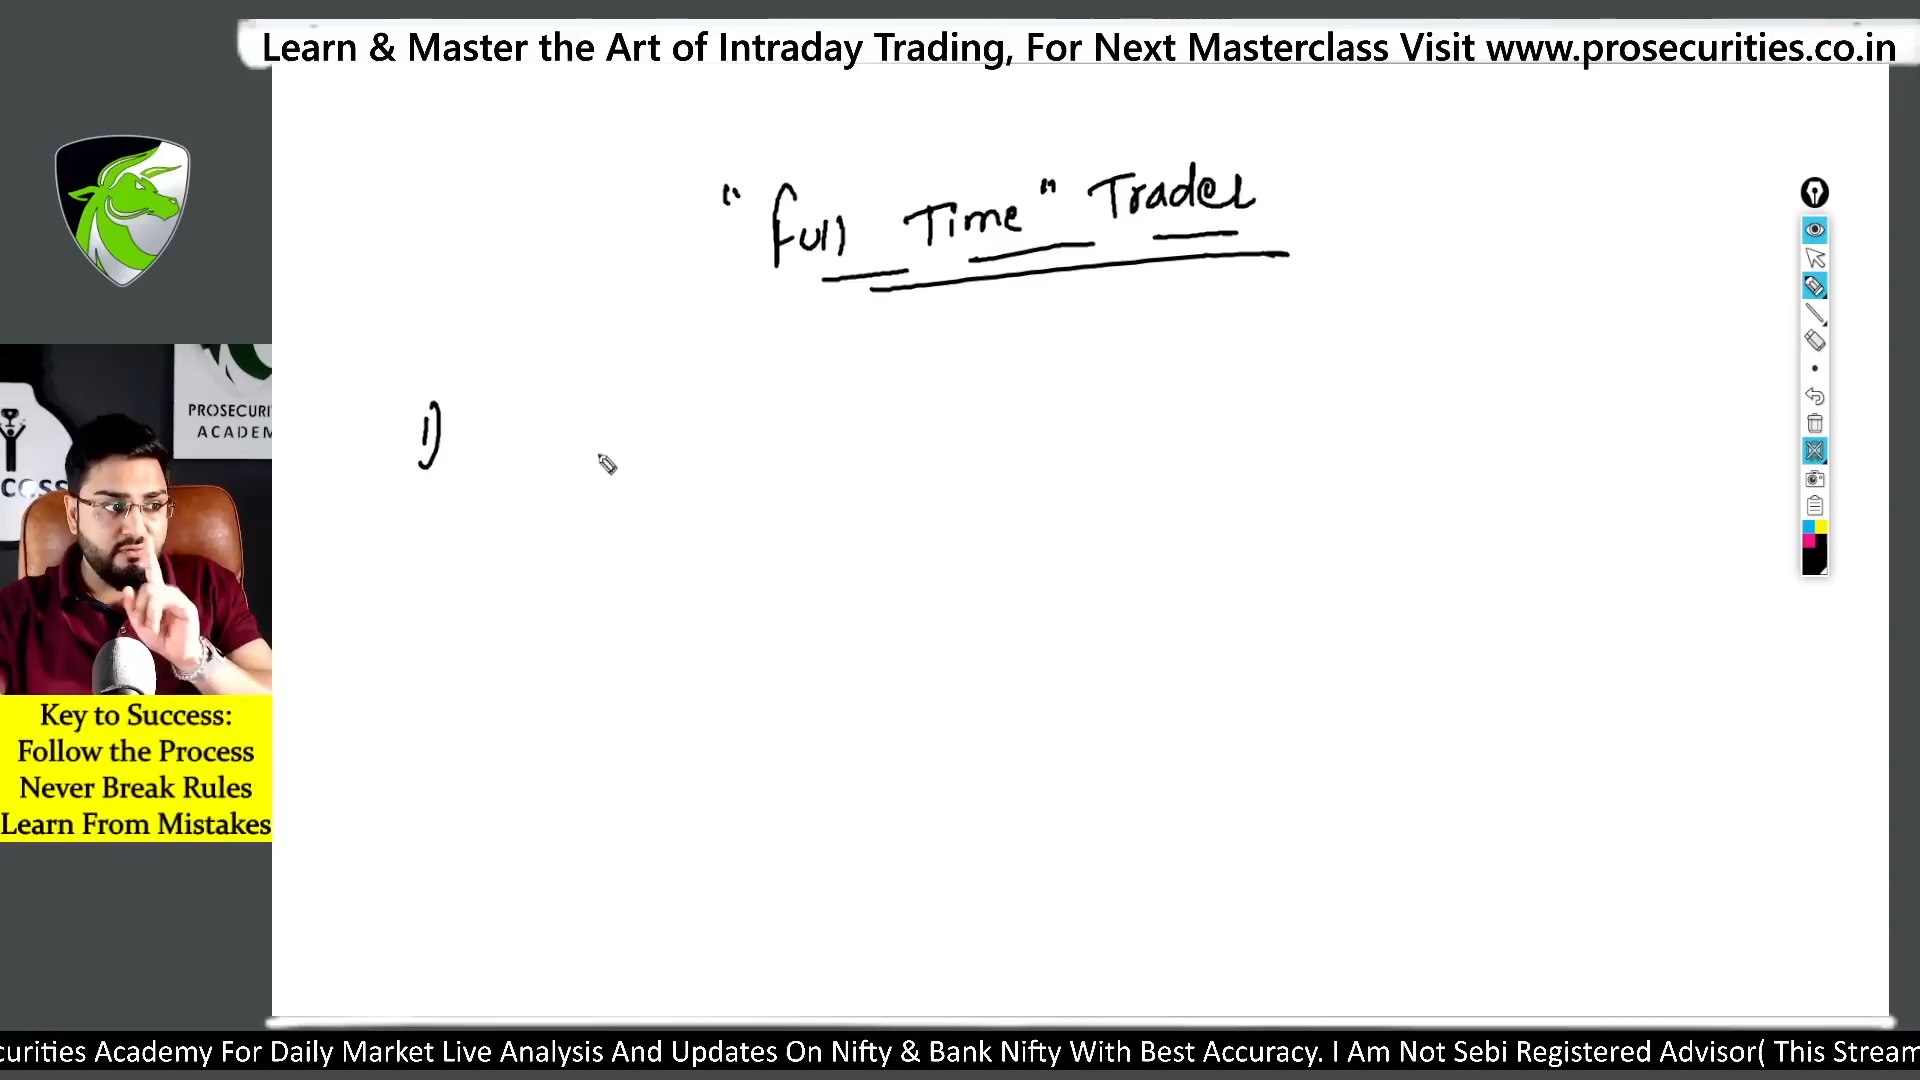 Learn & Master the Art of Intraday Trading, For Next Masterclass Visit www.prosecurities.co.in
"Full Time" Trader
1)
PROSECURI
ACADEM
Key to Success:
Follow the Process
Never Break Rules
Learn From Mistakes
curities Academy For Daily Market Live Analysis And Updates On Nifty & Bank Nifty With Best Accuracy. I Am Not Sebi Registered Advisor( This Stream